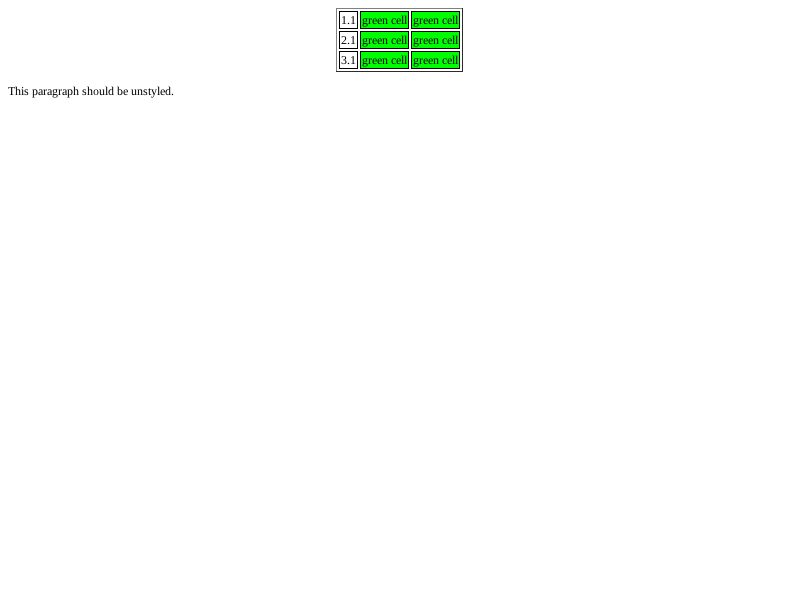 1.1 green cell green cell
2.1 green cell green cell
3.1 green cell green cell
This paragraph should be unstyled.